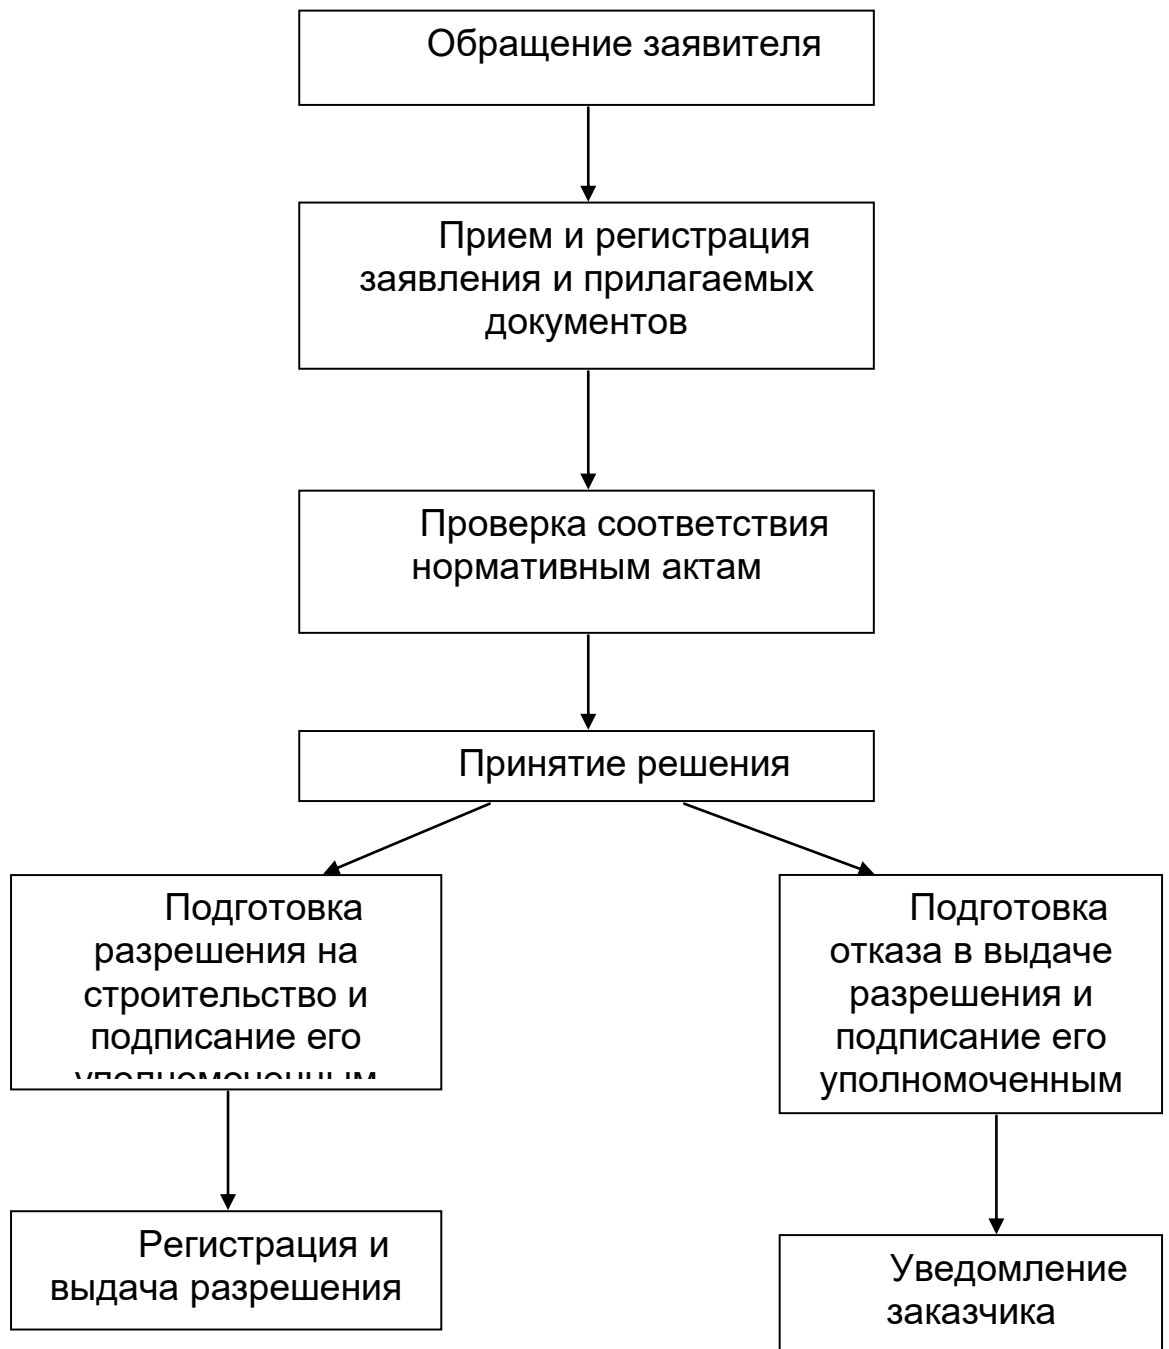 Обращение заявителя
Прием и регистрация
заявления и прилагаемых
документов
Проверка соответствия
нормативным актам
Принятие решения
Подготовка
разрешения на
строительство и
подписание его
уполномоченным
Подготовка
отказа в выдаче
разрешения и
подписание его
уполномоченным
Регистрация и
выдача разрешения
Уведомление
заказчика